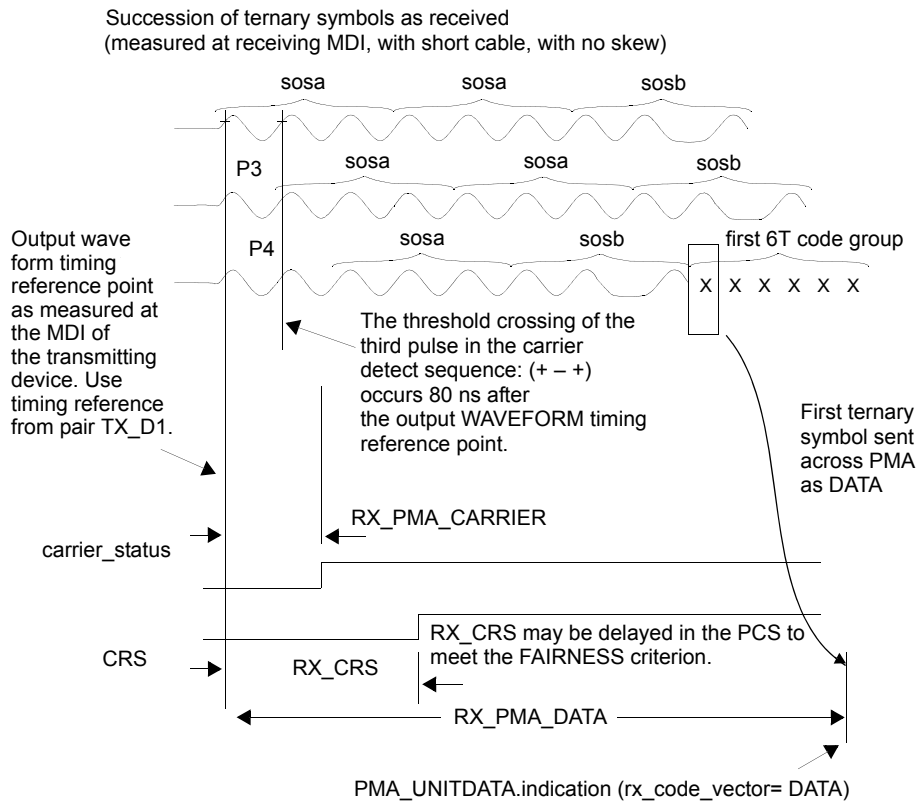 Succession of ternary symbols as received
(measured at receiving MDI, with short cable, with no skew)
sosa
sosa
sosb
P3
sosa
sosa
sosb
P4
sosa
sosb
first 6T code group
X X X X X X
Output wave
form timing
reference point
as measured at
the MDI of
the transmitting
device. Use
timing reference
from pair TX_D1.
The threshold crossing of the
third pulse in the carrier
detect sequence: (+ – +)
occurs 80 ns after
the output WAVEFORM timing
reference point.
First ternary
symbol sent
across PMA
as DATA
RX_PMA_CARRIER
carrier_status
RX_CRS may be delayed in the PCS to
meet the FAIRNESS criterion.
CRS
RX_CRS
RX_PMA_DATA
PMA_UNITDATA.indication (rx_code_vector= DATA)